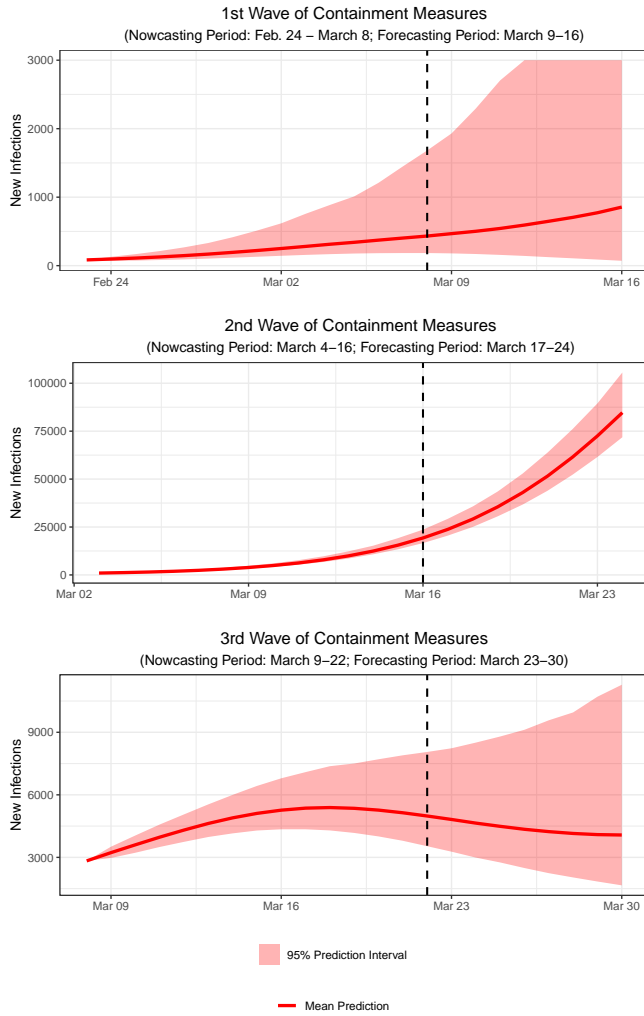 1st Wave of Containment Measures
(Nowcasting Period: Feb. 24 – March 8; Forecasting Period: March 9–16)
New Infections
3000
2000
1000
0
Feb 24 Mar 02 Mar 09 Mar 16
2nd Wave of Containment Measures
(Nowcasting Period: March 4–16; Forecasting Period: March 17–24)
New Infections
100000
75000
50000
25000
0
Mar 02 Mar 09 Mar 16 Mar 23
3rd Wave of Containment Measures
(Nowcasting Period: March 9–22; Forecasting Period: March 23–30)
New Infections
9000
6000
3000
Mar 09 Mar 16 Mar 23 Mar 30
95% Prediction Interval
Mean Prediction